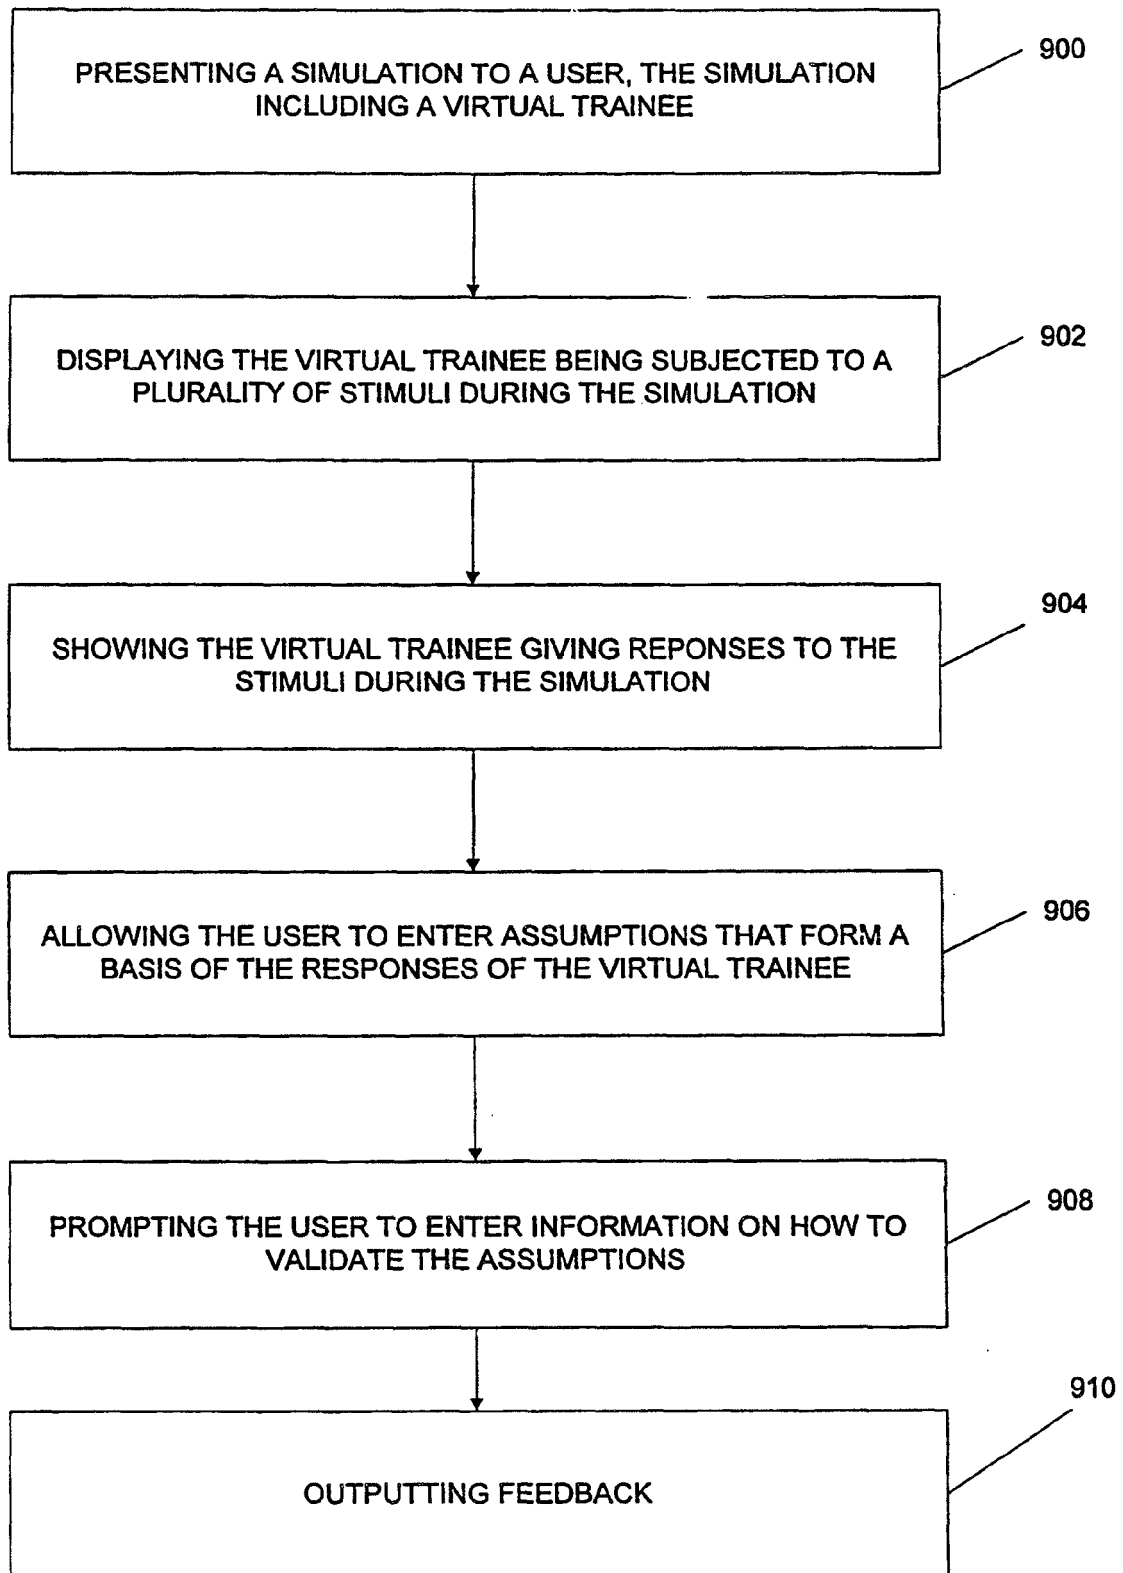 900
PRESENTING A SIMULATION TO A USER, THE SIMULATION
INCLUDING A VIRTUAL TRAINEE
902
DISPLAYING THE VIRTUAL TRAINEE BEING SUBJECTED TO A
PLURALITY OF STIMULI DURING THE SIMULATION
904
SHOWING THE VIRTUAL TRAINEE GIVING REPONSES TO THE
STIMULI DURING THE SIMULATION
906
ALLOWING THE USER TO ENTER ASSUMPTIONS THAT FORM A
BASIS OF THE RESPONSES OF THE VIRTUAL TRAINEE
908
PROMPTING THE USER TO ENTER INFORMATION ON HOW TO
VALIDATE THE ASSUMPTIONS
910
OUTPUTTING FEEDBACK